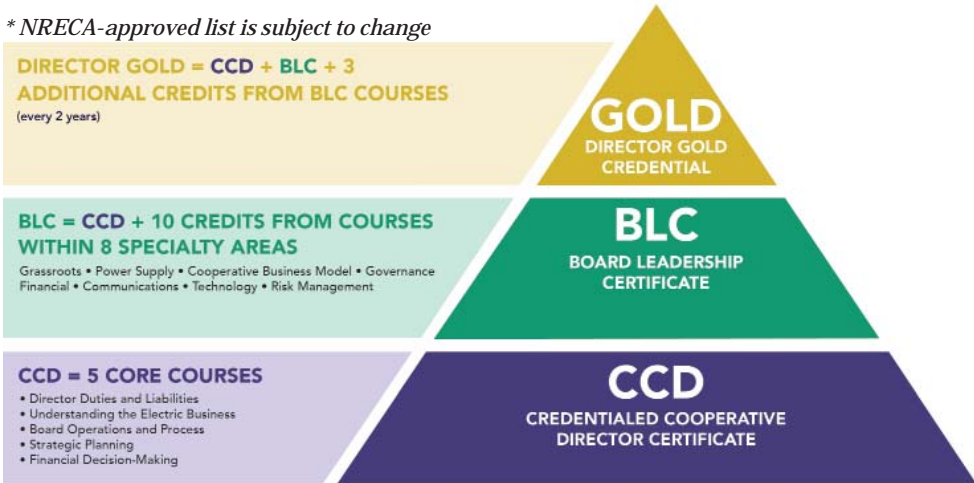 * NRECA-approved list is subject to change
DIRECTOR GOLD = CCD + BLC + 3
ADDITIONAL CREDITS FROM BLC COURSES
(every 2 years)
GOLD
DIRECTOR GOLD
CREDENTIAL
BLC = CCD + 10 CREDITS FROM COURSES
WITHIN 8 SPECIALTY AREAS
Grassroots • Power Supply • Cooperative Business Model • Governance
Financial • Communications • Technology • Risk Management
BLC
BOARD LEADERSHIP
CERTIFICATE
CCD = 5 CORE COURSES
• Director Duties and Liabilities
• Understanding the Electric Business
• Board Operations and Process
• Strategic Planning
• Financial Decision-Making
CCD
CREDENTIALED COOPERATIVE
DIRECTOR CERTIFICATE